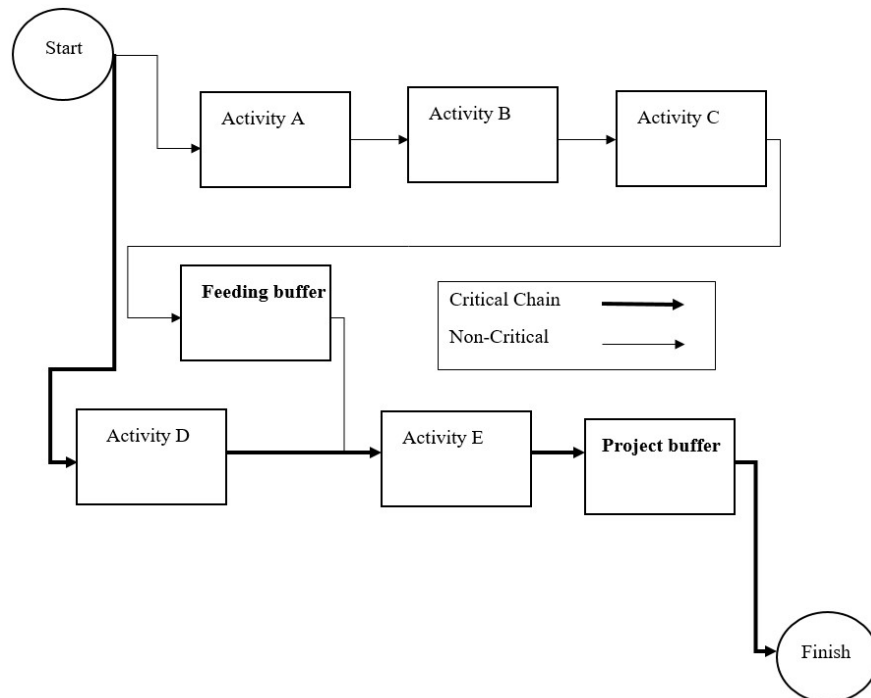 Start
Activity A
Activity B
Activity C
Feeding buffer
Critical Chain
Non-Critical
Activity D
Activity E
Project buffer
Finish